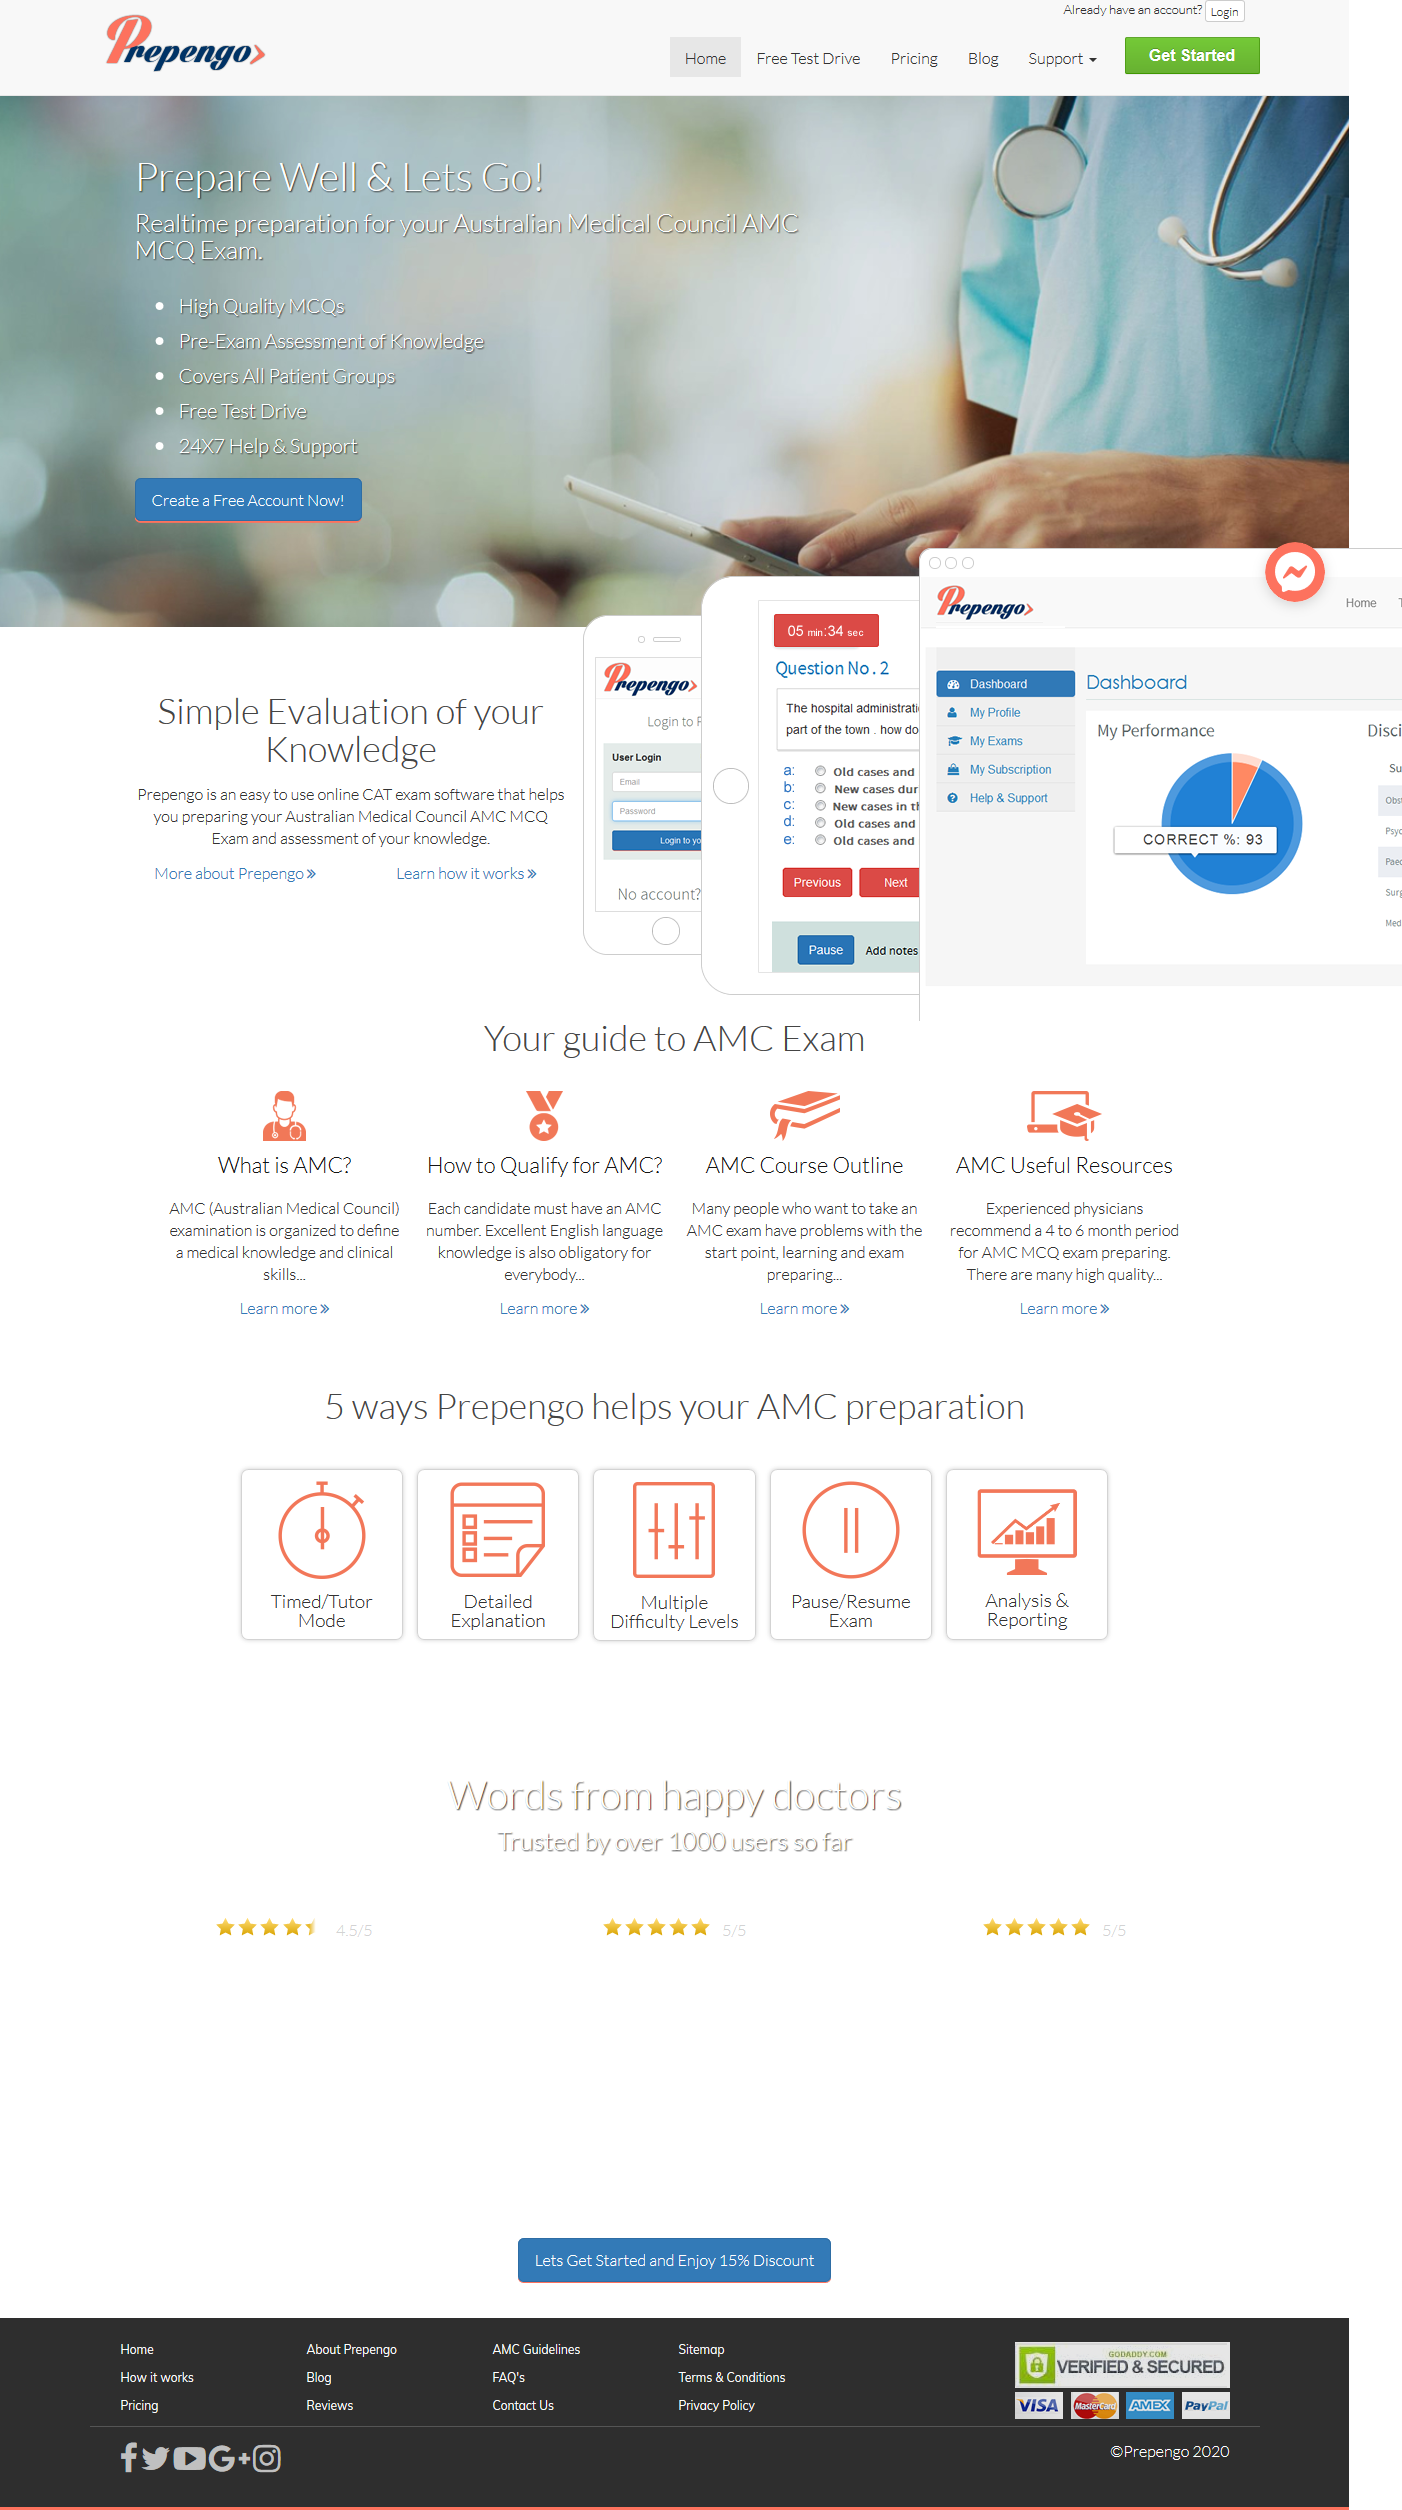 Already have an account? Login
Prepengo
Home Free Test Drive Pricing Blog Support Get Started
Prepare Well & Lets Go!
Realtime preparation for your Australian Medical Council AMC
MCQ Exam.
High Quality MCQs
Pre-Exam Assessment of Knowledge
Covers All Patient Groups
Free Test Drive
24X7 Help & Support
Create a Free Account Now!
Simple Evaluation of your
Knowledge
Prepengo is an easy to use online CAT exam software that helps
you preparing your Australian Medical Council AMC MCQ
Exam and assessment of your knowledge.
More about Prepengo »
Learn how it works »
Prepengo
Login to P
User Login
Email
Password
Login to yo
No account?
05 min:34 sec
Question No. 2
The hospital administrati
part of the town . how do
a: Old cases and
b: New cases dur
c: New cases in th
d: Old cases and
e: Old cases and
Previous Next
Pause Add notes
Prepengo
Home T
Dashboard
My Profile
My Exams
My Subscription
Help & Support
Dashboard
My Performance
CORRECT %: 93
Disci
Su
Obst
Psyc
Paed
Surg
Med
Your guide to AMC Exam
What is AMC?
AMC (Australian Medical Council)
examination is organized to define
a medical knowledge and clinical
skills...
Learn more »
How to Qualify for AMC?
Each candidate must have an AMC
number. Excellent English language
knowledge is also obligatory for
everybody...
Learn more »
AMC Course Outline
Many people who want to take an
AMC exam have problems with the
start point, learning and exam
preparing...
Learn more »
AMC Useful Resources
Experienced physicians
recommend a 4 to 6 month period
for AMC MCQ exam preparing.
There are many high quality...
Learn more »
5 ways Prepengo helps your AMC preparation
Timed/Tutor
Mode
Detailed
Explanation
Multiple
Difficulty Levels
Pause/Resume
Exam
Analysis &
Reporting
Words from happy doctors
Trusted by over 1000 users so far
4.5/5
5/5
5/5
Lets Get Started and Enjoy 15% Discount
Home About Prepengo AMC Guidelines Sitemap
How it works Blog FAQ's Terms & Conditions
Pricing Reviews Contact Us Privacy Policy
GODADDY.COM
VERIFIED & SECURED
VISA MasterCard AMEX PayPal
©Prepengo 2020